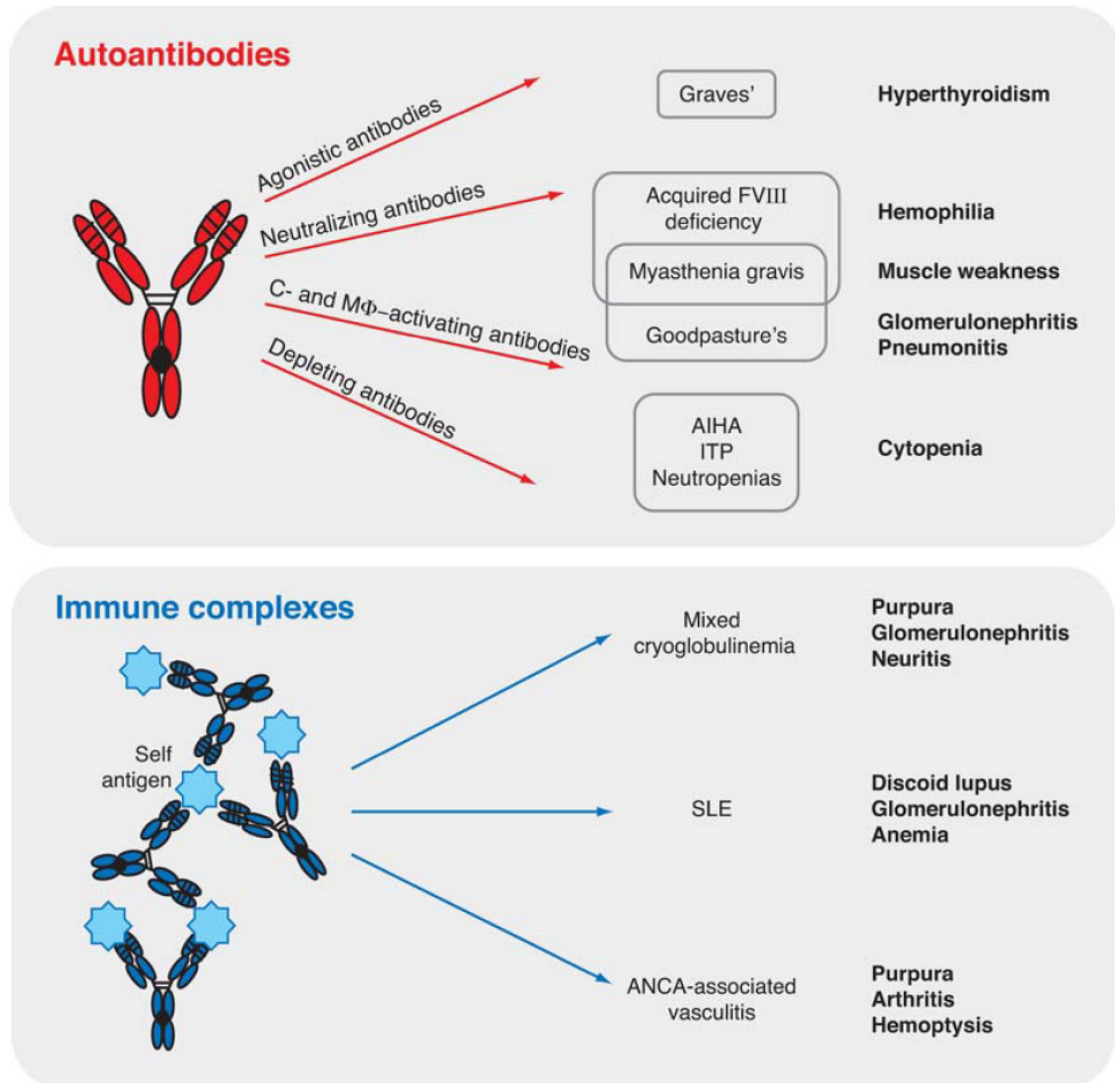 Autoantibodies
Agonistic antibodies
Graves’
Hyperthyroidism
Neutralizing antibodies
Acquired FVIII
deficiency
Hemophilia
Myasthenia gravis
Muscle weakness
C- and MΦ–activating antibodies
Goodpasture’s
Glomerulonephritis
Pneumonitis
Depleting antibodies
AIHA
ITP
Neutropenias
Cytopenia
Immune complexes
Self
antigen
Mixed
cryoglobulinemia
Purpura
Glomerulonephritis
Neuritis
SLE
Discoid lupus
Glomerulonephritis
Anemia
ANCA-associated
vasculitis
Purpura
Arthritis
Hemoptysis